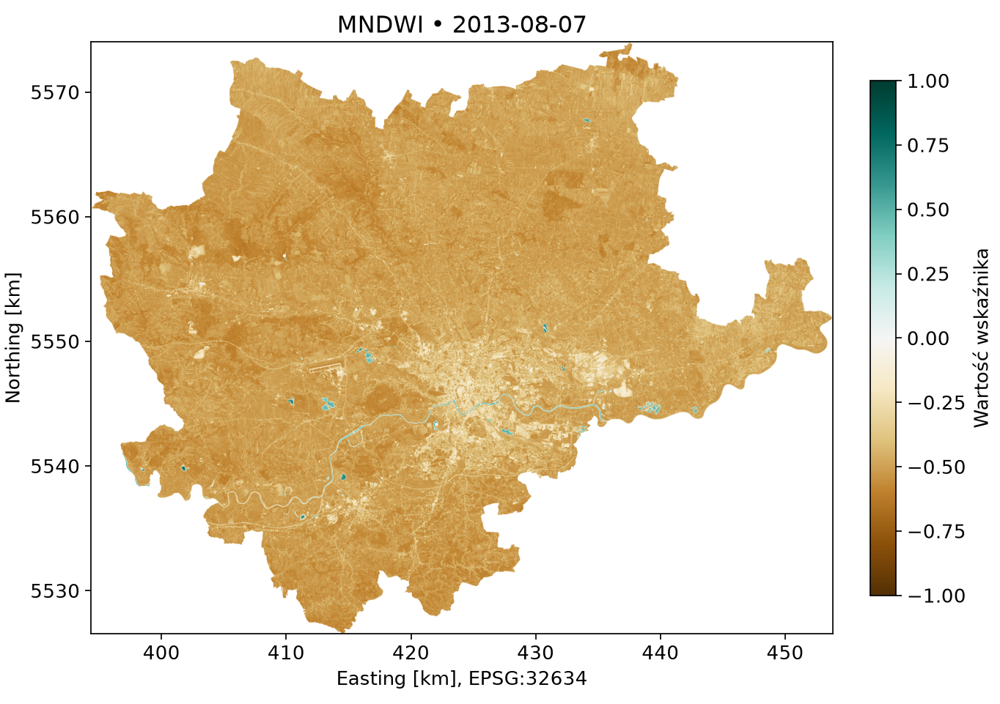 MNDWI • 2013-08-07
5570
5560
5550
5540
5530
Northing [km]
400 410 420 430 440 450
Easting [km], EPSG:32634
1.00
0.75
0.50
0.25
0.00
−0.25
−0.50
−0.75
−1.00
Wartość wskaźnika